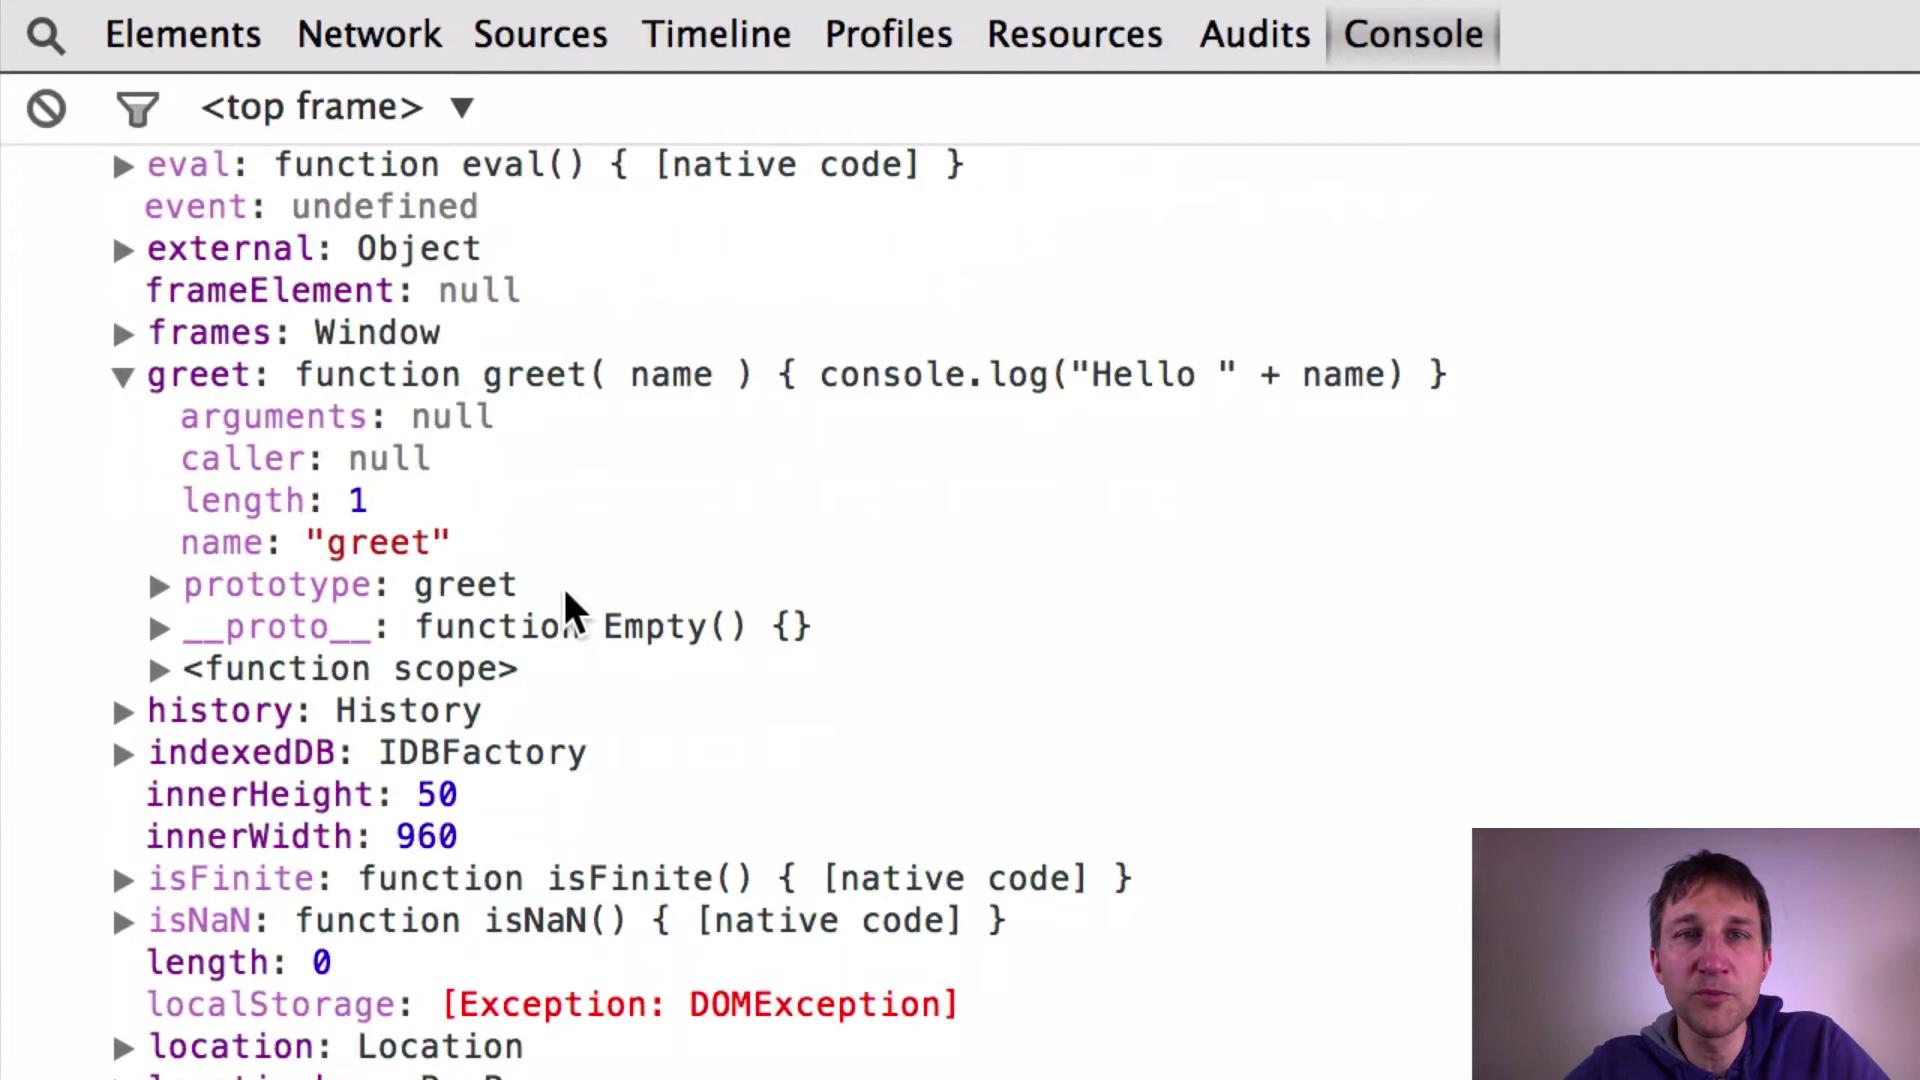 Elements Network Sources Timeline Profiles Resources Audits Console
<top frame> ▼
▶ eval: function eval() { [native code] }
event: undefined
▶ external: Object
frameElement: null
▶ frames: Window
▼ greet: function greet( name ) { console.log("Hello " + name) }
arguments: null
caller: null
length: 1
name: "greet"
▶ prototype: greet
▶ __proto__: function Empty() {}
▶ <function scope>
▶ history: History
▶ indexedDB: IDBFactory
innerHeight: 50
innerWidth: 960
▶ isFinite: function isFinite() { [native code] }
▶ isNaN: function isNaN() { [native code] }
length: 0
localStorage: [Exception: DOMException]
▶ location: Location